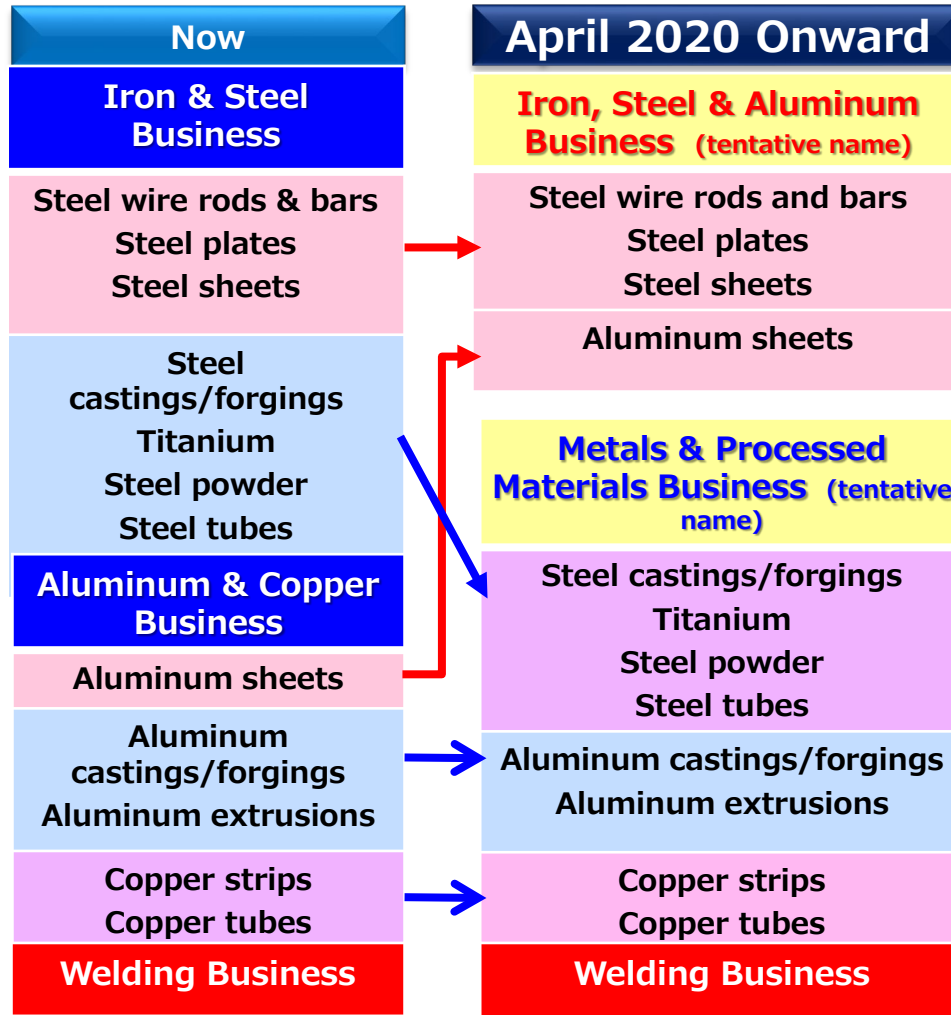 Now
Iron & Steel
Business
Steel wire rods & bars
Steel plates
Steel sheets
Steel
castings/forgings
Titanium
Steel powder
Steel tubes
Aluminum & Copper
Business
Aluminum sheets
Aluminum
castings/forgings
Aluminum extrusions
Copper strips
Copper tubes
Welding Business
April 2020 Onward
Iron, Steel & Aluminum
Business (tentative name)
Steel wire rods and bars
Steel plates
Steel sheets
Aluminum sheets
Metals & Processed
Materials Business (tentative
name)
Steel castings/forgings
Titanium
Steel powder
Steel tubes
Aluminum castings/forgings
Aluminum extrusions
Copper strips
Copper tubes
Welding Business